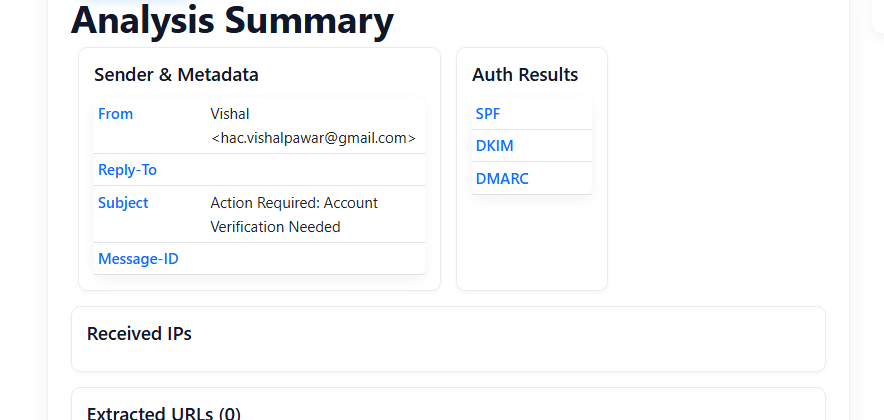 Analysis Summary
Sender & Metadata
From
Vishal
<hac.vishalpawar@gmail.com>
Reply-To
Subject
Action Required: Account
Verification Needed
Message-ID
Auth Results
SPF
DKIM
DMARC
Received IPs
Extracted URLs (0)